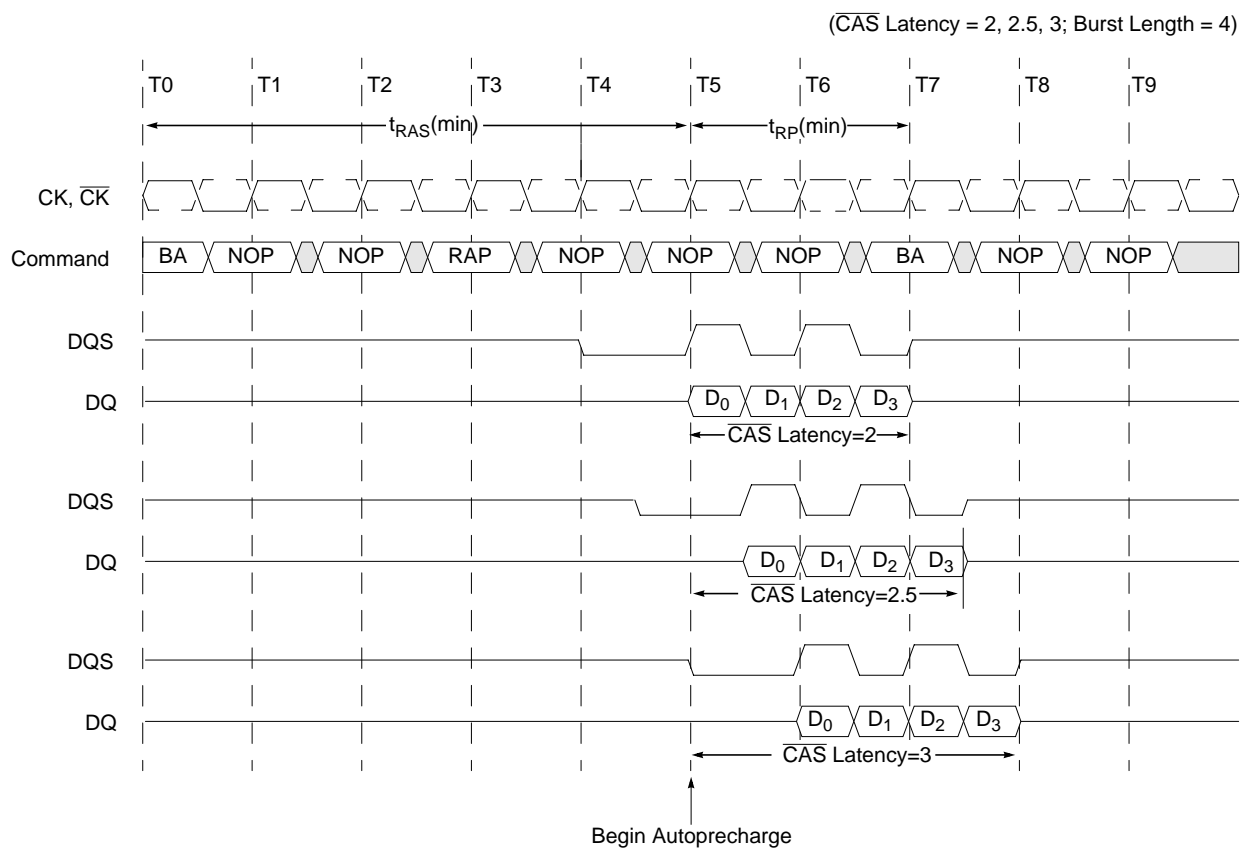 (CAS Latency = 2, 2.5, 3; Burst Length = 4)
T0 T1 T2 T3 T4 T5 T6 T7 T8 T9
tRAS(min) tRP(min)
CK, CK
Command BA NOP NOP RAP NOP NOP NOP BA NOP NOP
DQS
DQ D0 D1 D2 D3
CAS Latency=2
DQS
DQ D0 D1 D2 D3
CAS Latency=2.5
DQS
DQ D0 D1 D2 D3
CAS Latency=3
Begin Autoprecharge